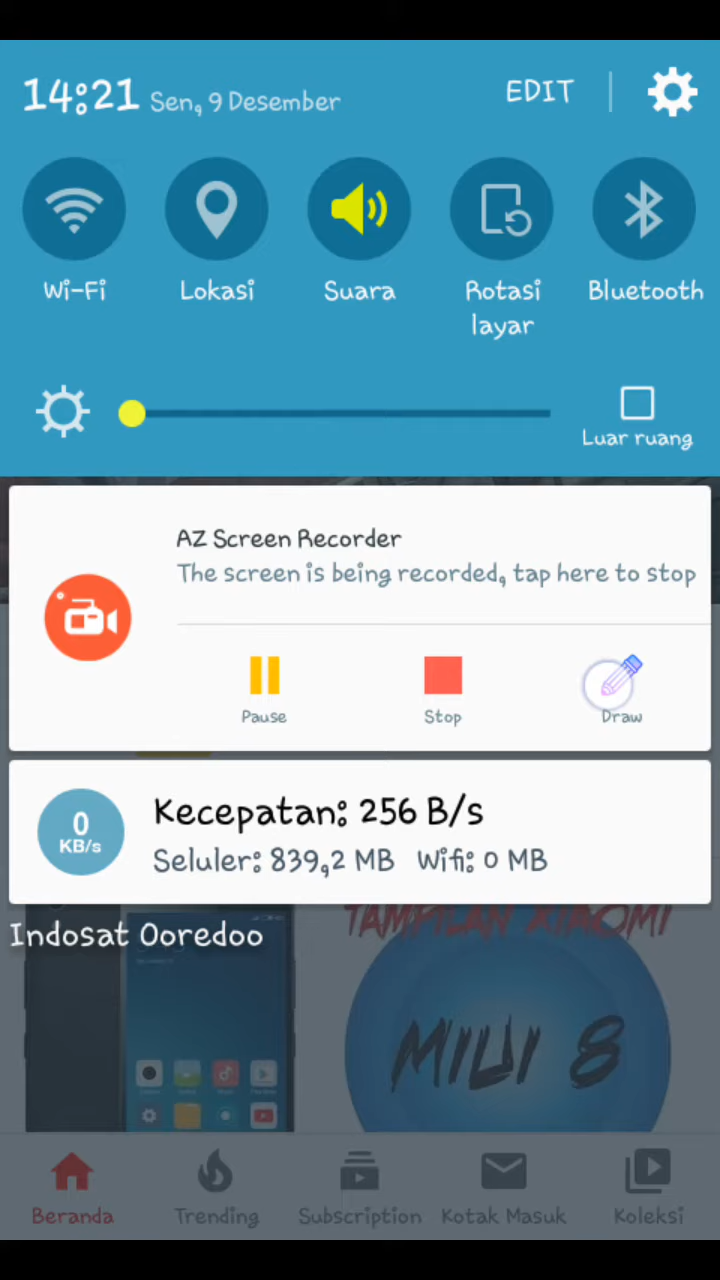 14:21 Sen, 9 Desember EDIT
Wi-Fi Lokasi Suara Rotasi layar Bluetooth
Luar ruang
AZ Screen Recorder
The screen is being recorded, tap here to stop
Pause Stop Draw
0 KB/s
Kecepatan: 256 B/s
Seluler: 839,2 MB Wifi: 0 MB
Indosat Ooredoo
TAMPILAN XIAOMI
MIUI 8
Beranda Trending Subscription Kotak Masuk Koleksi